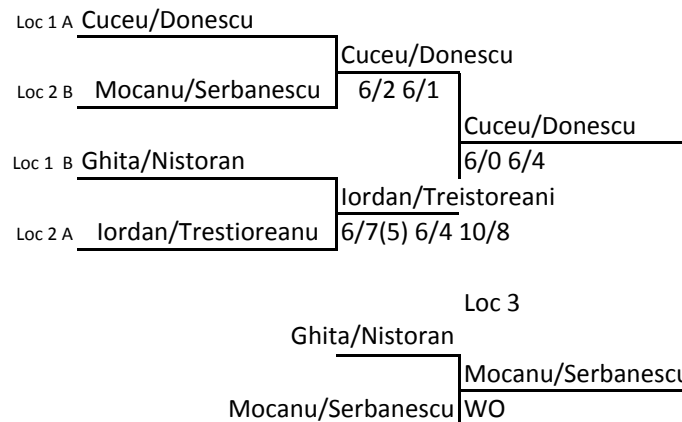 Loc 1 A Cuceu/Donescu
Cuceu/Donescu
Loc 2 B Mocanu/Serbanescu 6/2 6/1
Cuceu/Donescu
Loc 1 B Ghita/Nistoran 6/0 6/4
Iordan/Treistoreani
Loc 2 A Iordan/Trestioreanu 6/7(5) 6/4 10/8
Loc 3
Ghita/Nistoran
Mocanu/Serbanescu
Mocanu/Serbanescu WO